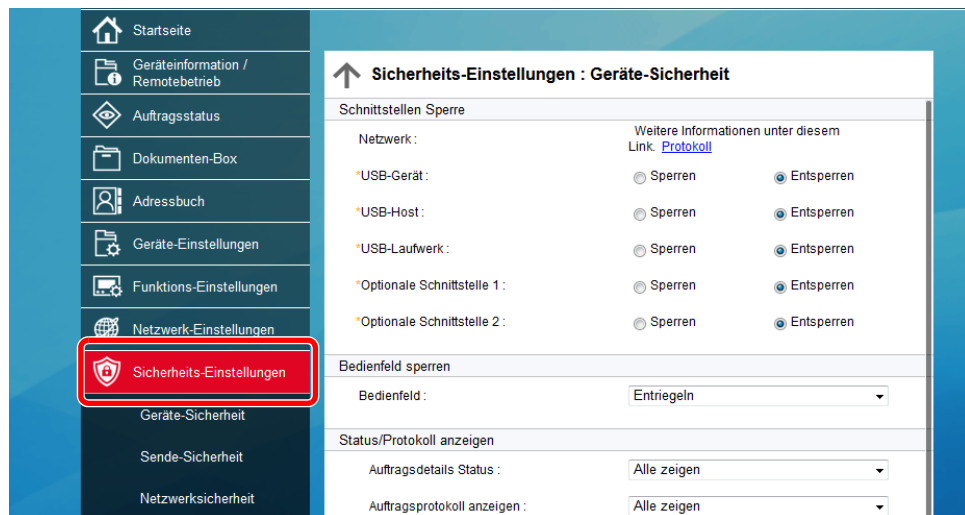 Startseite
Geräteinformation /
Remotebetrieb
Auftragsstatus
Dokumenten-Box
Adressbuch
Geräte-Einstellungen
Funktions-Einstellungen
Netzwerk-Einstellungen
Sicherheits-Einstellungen
Geräte-Sicherheit
Sende-Sicherheit
Netzwerksicherheit
Sicherheits-Einstellungen : Geräte-Sicherheit
Schnittstellen Sperre
Netzwerk : Weitere Informationen unter diesem
Link. Protokoll
*USB-Gerät : Sperren Entsperren
*USB-Host : Sperren Entsperren
*USB-Laufwerk : Sperren Entsperren
*Optionale Schnittstelle 1 : Sperren Entsperren
*Optionale Schnittstelle 2 : Sperren Entsperren
Bedienfeld sperren
Bedienfeld : Entriegeln
Status/Protokoll anzeigen
Auftragsdetails Status : Alle zeigen
Auftragsprotokoll anzeigen : Alle zeigen